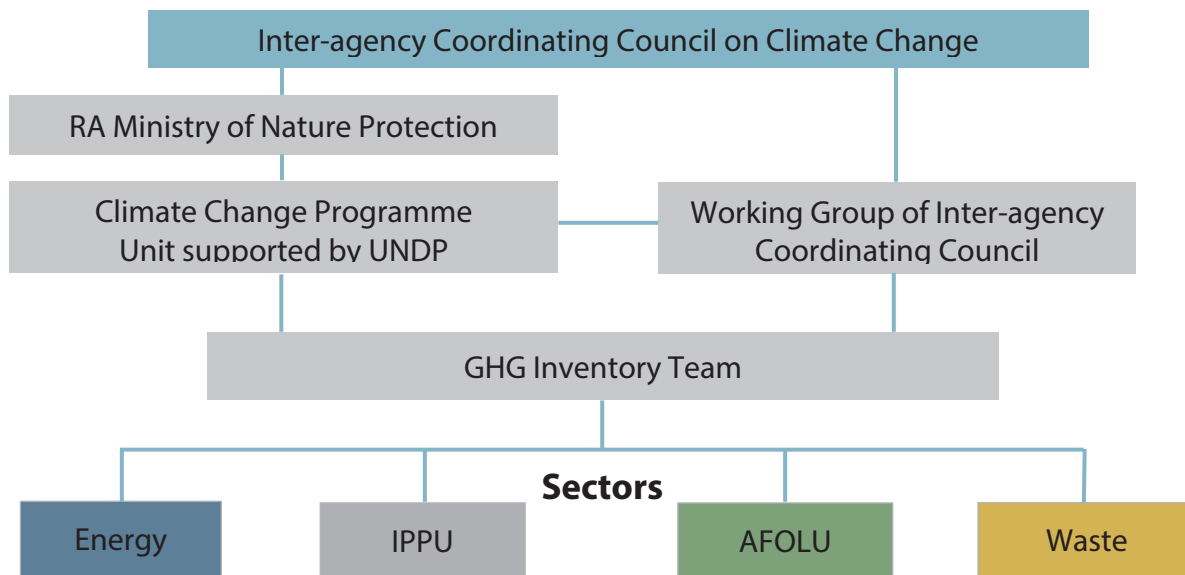 Inter-agency Coordinating Council on Climate Change
RA Ministry of Nature Protection
Climate Change Programme
Unit supported by UNDP
Working Group of Inter-agency
Coordinating Council
GHG Inventory Team
Sectors
Energy
IPPU
AFOLU
Waste